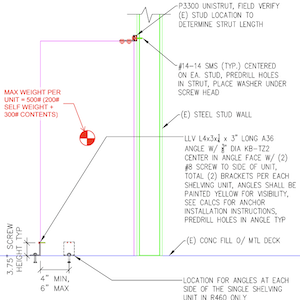 P3300 UNISTRUT, FIELD VERIFY
(E) STUD LOCATION TO
DETERMINE STRUT LENGTH
#14-14 SMS (TYP.) CENTERED
ON EA. STUD, PREDRILL HOLES
IN STRUT, PLACE WASHER UNDER
SCREW HEAD
MAX WEIGHT PER
UNIT = 500# (200#
SELF WEIGHT +
300# CONTENTS)
(E) STEEL STUD WALL
LLV L4x3x¼ x 3" LONG A36
ANGLE W/ DIA KB-TZ2
CENTER IN ANGLE FACE W/ (2)
#8 SCREW TO SIDE OF UNIT,
TOTAL (2) BRACKETS PER EACH
SHELVING UNIT, ANGLES SHALL BE
PAINTED YELLOW FOR VISIBILITY,
SEE CALCS FOR ANCHOR
INSTALLATION INSTRUCTIONS,
PREDRILL HOLES IN ANGLE TYP
(E) CONC FILL O/ MTL DECK
3.75" SCREW
HEIGHT TYP
4" MIN,
6" MAX
LOCATION FOR ANGLES AT EACH
SIDE OF THE SINGLE SHELVING
UNIT IN R460 ONLY